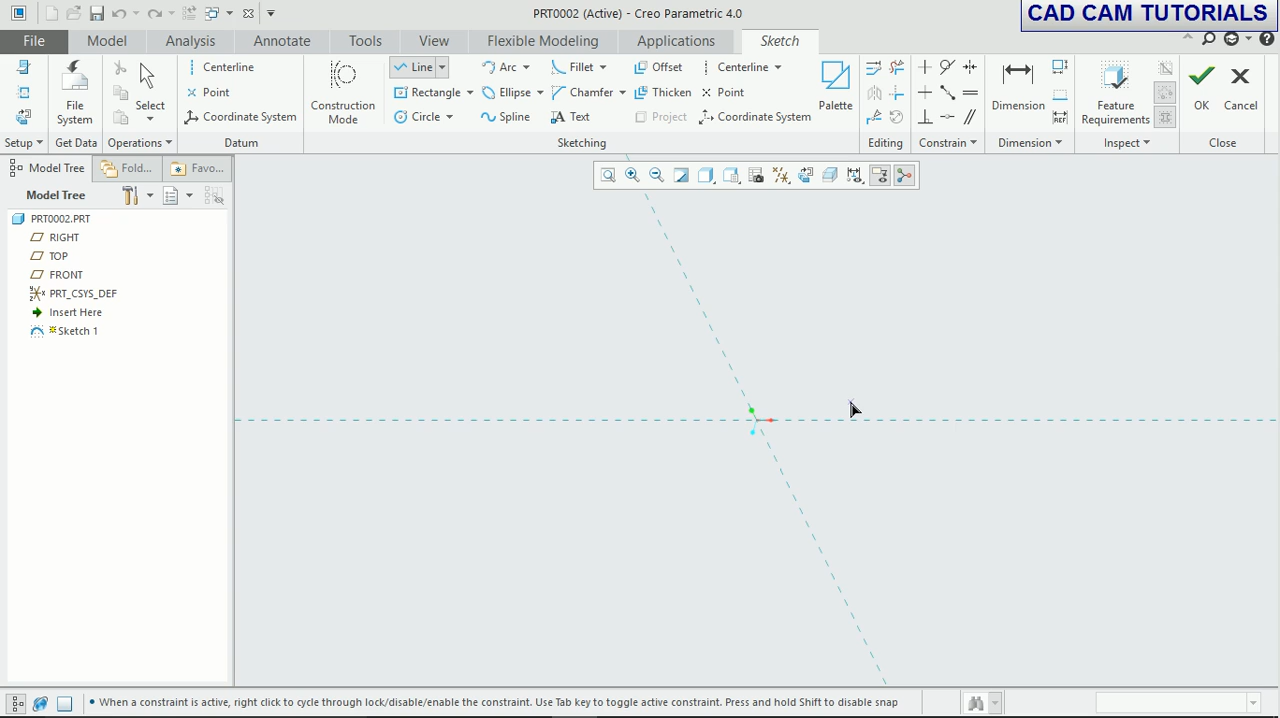 PRT0002 (Active) - Creo Parametric 4.0
CAD CAM TUTORIALS
File Model Analysis Annotate Tools View Flexible Modeling Applications Sketch
Centerline Line Arc Fillet Offset Centerline
Point Rectangle Ellipse Chamfer Thicken Point
Coordinate System Circle Spline Text Project Coordinate System
File System
Select
Construction Mode
Palette
Dimension
REF
Feature Requirements
OK
Cancel
Setup Get Data Operations Datum Sketching Editing Constrain Dimension Inspect Close
Model Tree Fold... Favo...
Model Tree
PRT0002.PRT
RIGHT
TOP
FRONT
PRT_CSYS_DEF
Insert Here
Sketch 1
When a constraint is active, right click to cycle through lock/disable/enable the constraint. Use Tab key to toggle active constraint. Press and hold Shift to disable snap